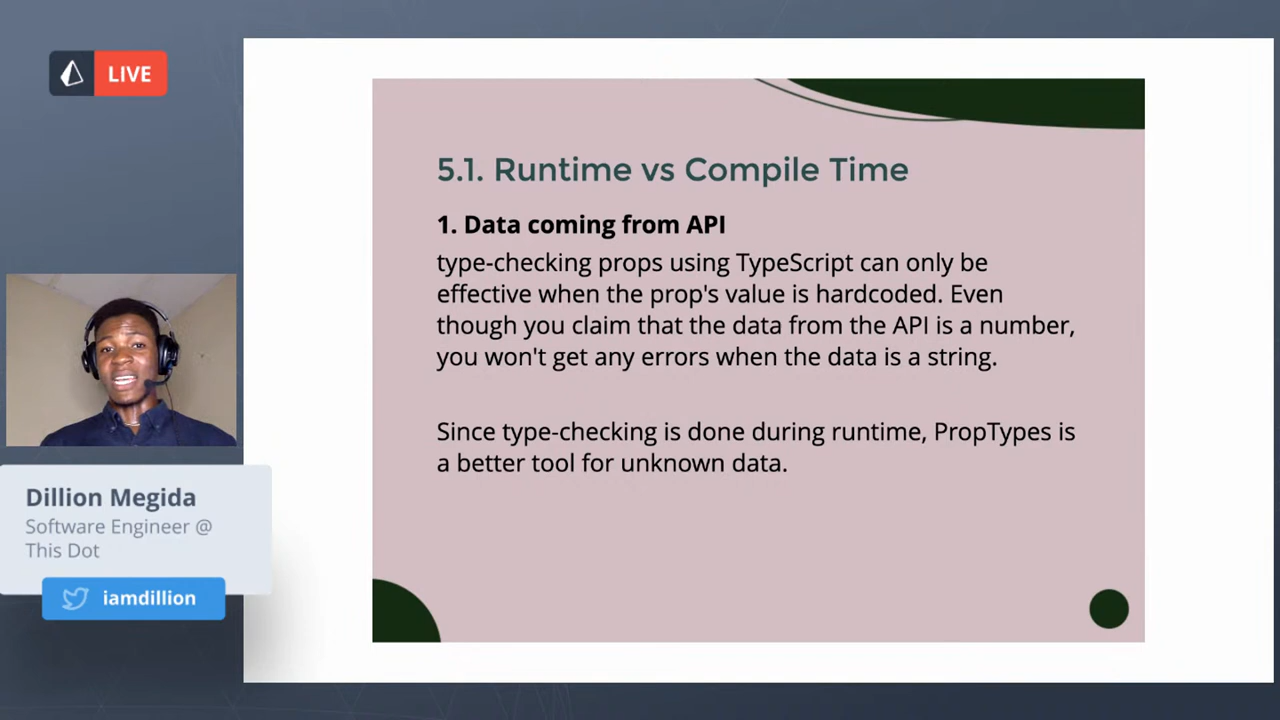 LIVE
5.1. Runtime vs Compile Time
1. Data coming from API
type-checking props using TypeScript can only be
effective when the prop's value is hardcoded. Even
though you claim that the data from the API is a number,
you won't get any errors when the data is a string.
Since type-checking is done during runtime, PropTypes is
a better tool for unknown data.
Dillion Megida
Software Engineer @
This Dot
iamdillion